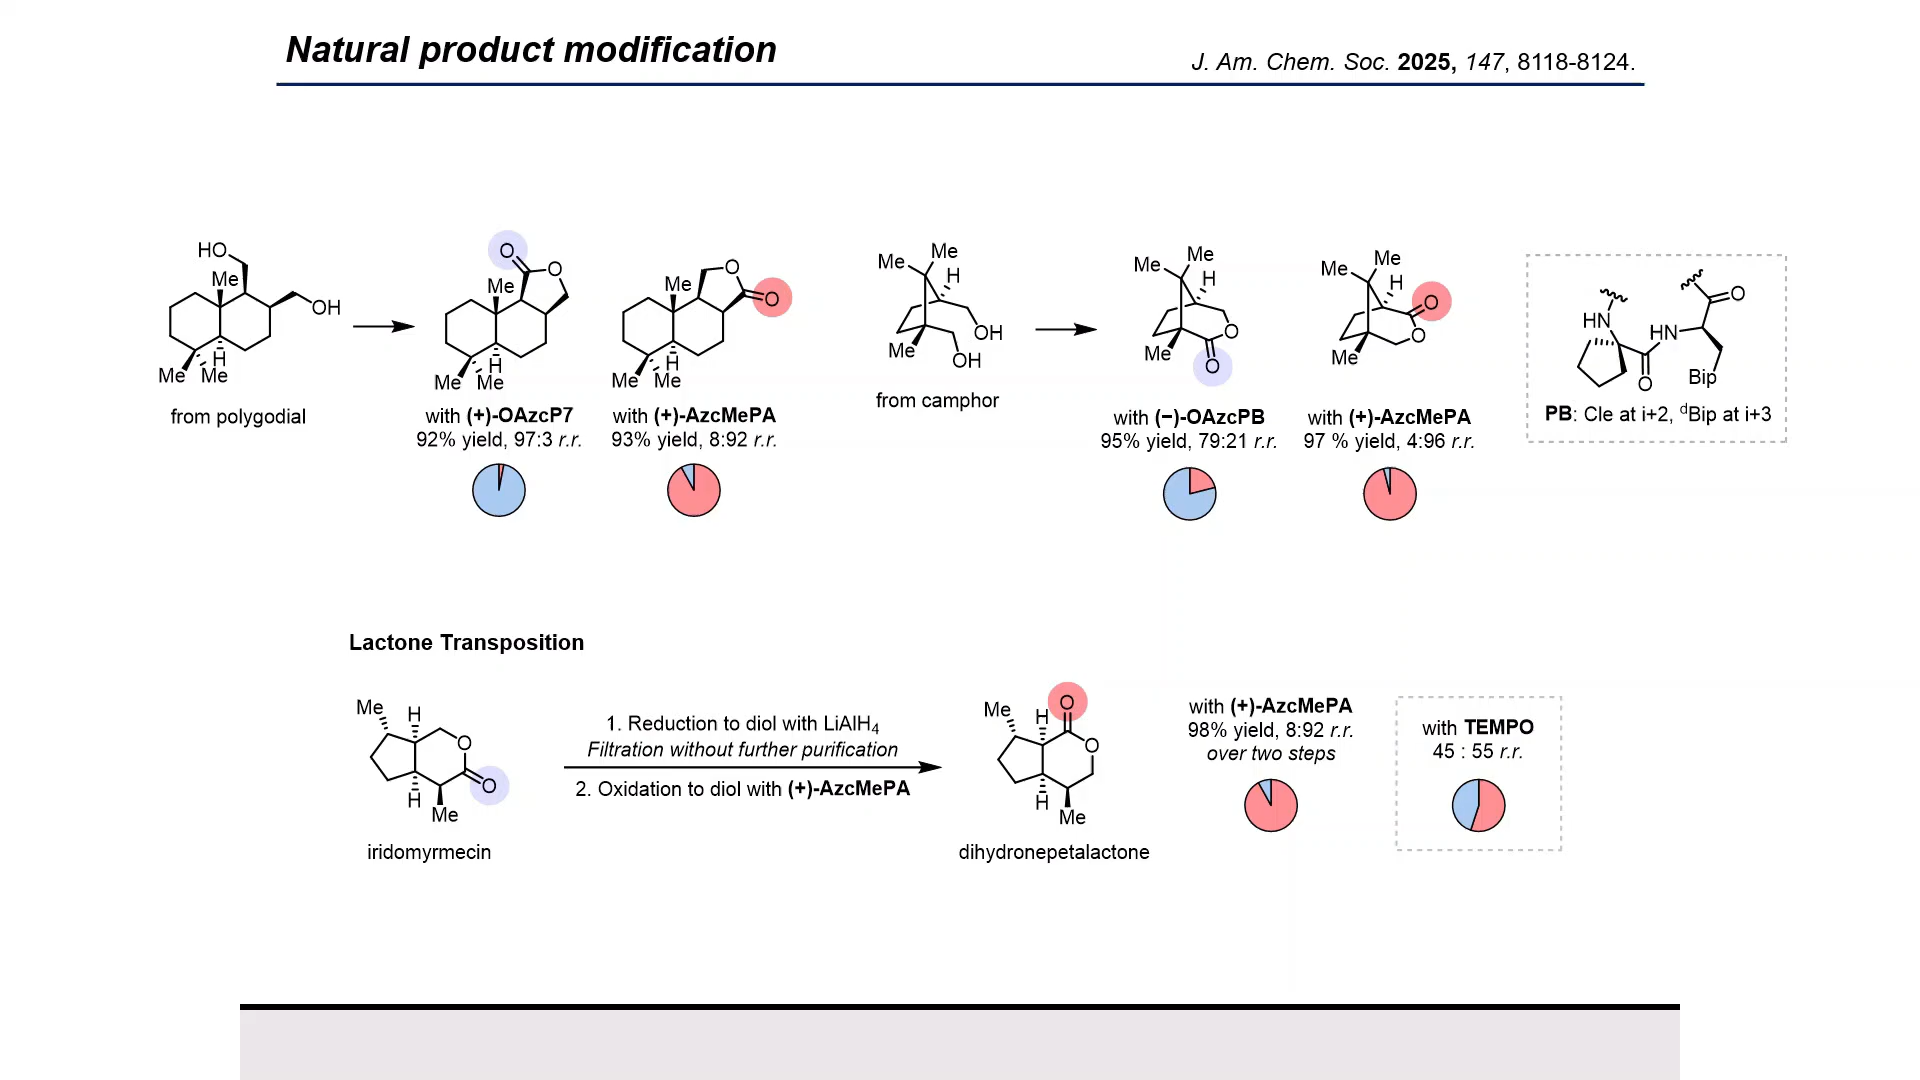 Natural product modification
J. Am. Chem. Soc. 2025, 147, 8118-8124.
HO
Me
OH
H
Me Me
from polygodial
O
O
Me
H
Me Me
with (+)-OAzcP7
92% yield, 97:3 r.r.
O
Me
O
H
Me Me
with (+)-AzcMePA
93% yield, 8:92 r.r.
Me
Me
H
OH
Me
OH
from camphor
Me
Me
H
O
Me
O
with (−)-OAzcPB
95% yield, 79:21 r.r.
Me
Me
H
O
O
Me
with (+)-AzcMePA
97 % yield, 4:96 r.r.
O
HN
HN
O
Bip
PB: Cle at i+2, dBip at i+3
Lactone Transposition
Me
H
O
O
H
Me
iridomyrmecin
1. Reduction to diol with LiAlH4
Filtration without further purification
2. Oxidation to diol with (+)-AzcMePA
O
Me
H
O
H
Me
dihydronepetalactone
with (+)-AzcMePA
98% yield, 8:92 r.r.
over two steps
with TEMPO
45 : 55 r.r.